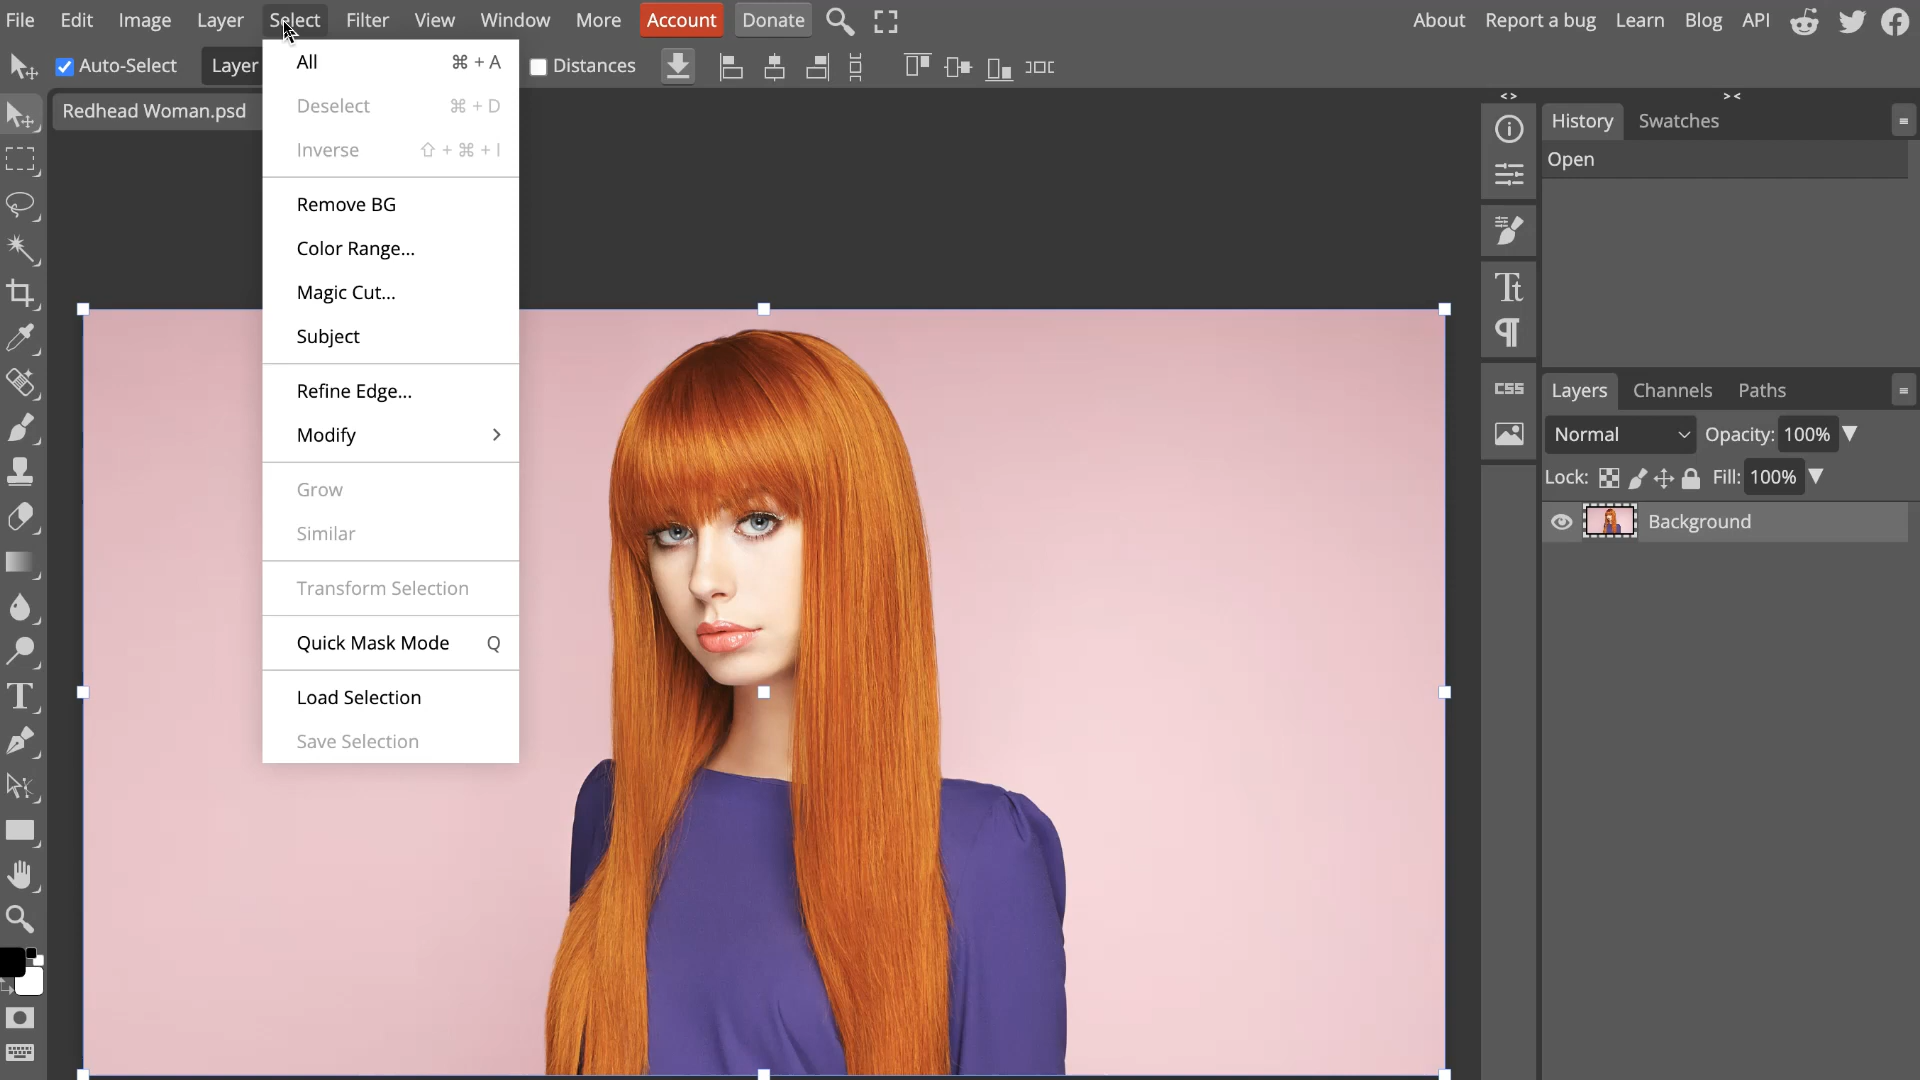 File Edit Image Layer Select Filter View Window More Account Donate About Report a bug Learn Blog API
Auto-Select Layer Distances
Redhead Woman.psd
All ⌘ + A
Deselect ⌘ + D
Inverse ⇧ + ⌘ + I
Remove BG
Color Range...
Magic Cut...
Subject
Refine Edge...
Modify >
Grow
Similar
Transform Selection
Quick Mask Mode Q
Load Selection
Save Selection
< > > <
History Swatches
Open
CSS
Layers Channels Paths
Normal Opacity: 100%
Lock: Fill: 100%
Background